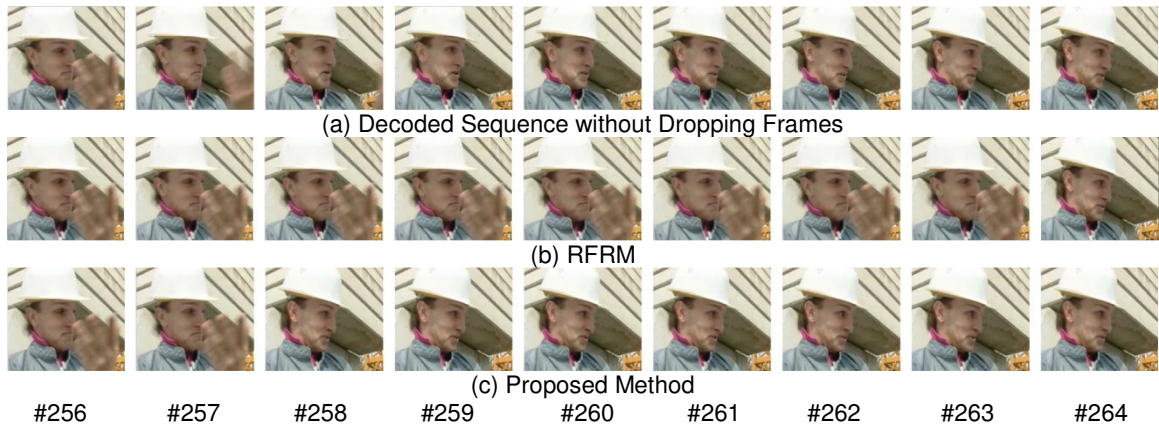 (a) Decoded Sequence without Dropping Frames
(b) RFRM
(c) Proposed Method
#256 #257 #258 #259 #260 #261 #262 #263 #264